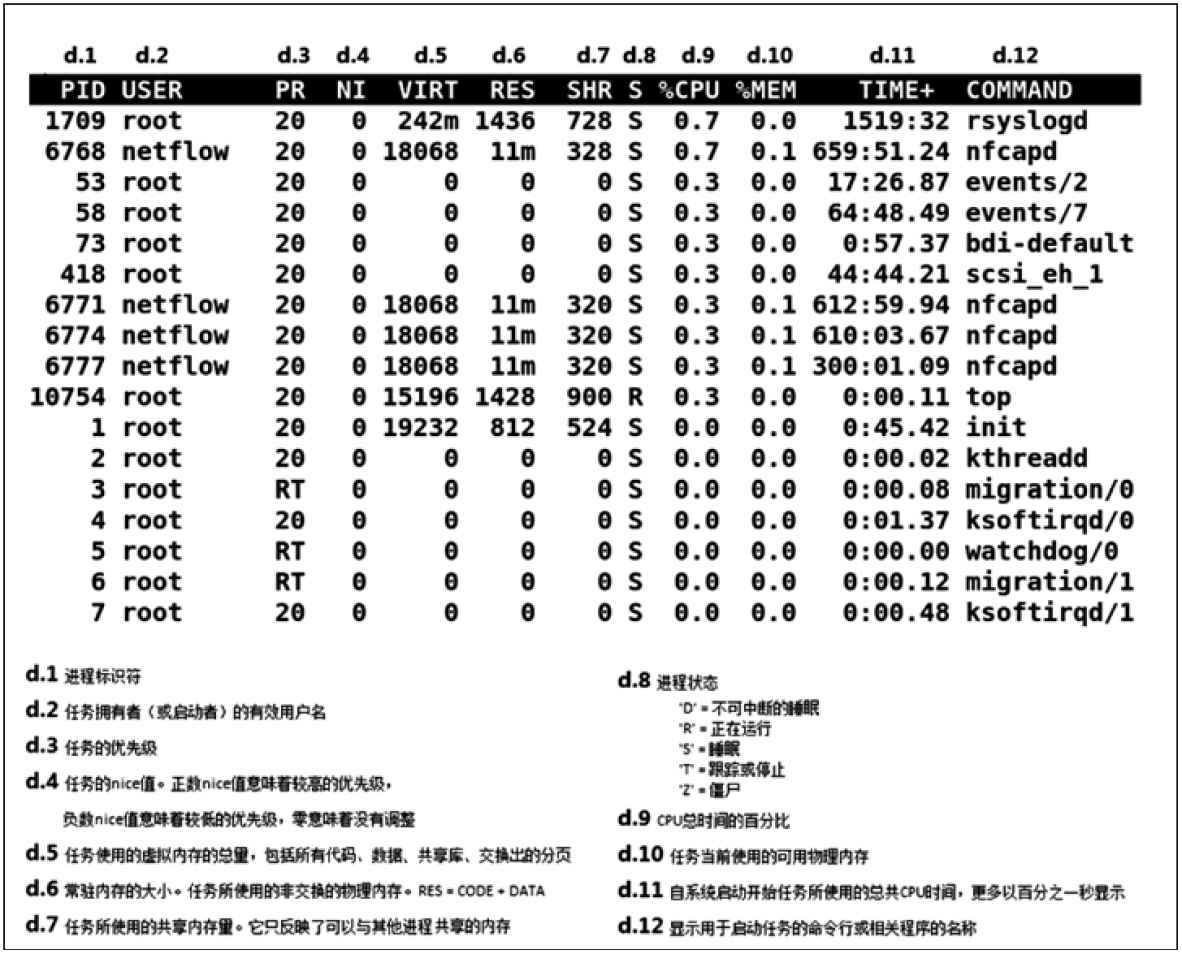 d.1 d.2 d.3 d.4 d.5 d.6 d.7 d.8 d.9 d.10 d.11 d.12
PID USER PR NI VIRT RES SHR S %CPU %MEM TIME+ COMMAND
1709 root 20 0 242m 1436 728 S 0.7 0.0 1519:32 rsyslogd
6768 netflow 20 0 18068 11m 328 S 0.7 0.1 659:51.24 nfcapd
53 root 20 0 0 0 0 S 0.3 0.0 17:26.87 events/2
58 root 20 0 0 0 0 S 0.3 0.0 64:48.49 events/7
73 root 20 0 0 0 0 S 0.3 0.0 0:57.37 bdi-default
418 root 20 0 0 0 0 S 0.3 0.0 44:44.21 scsi_eh_1
6771 netflow 20 0 18068 11m 320 S 0.3 0.1 612:59.94 nfcapd
6774 netflow 20 0 18068 11m 320 S 0.3 0.1 610:03.67 nfcapd
6777 netflow 20 0 18068 11m 320 S 0.3 0.1 300:01.09 nfcapd
10754 root 20 0 15196 1428 900 R 0.3 0.0 0:00.11 top
1 root 20 0 19232 812 524 S 0.0 0.0 0:45.42 init
2 root 20 0 0 0 0 S 0.0 0.0 0:00.02 kthreadd
3 root RT 0 0 0 0 S 0.0 0.0 0:00.08 migration/0
4 root 20 0 0 0 0 S 0.0 0.0 0:01.37 ksoftirqd/0
5 root RT 0 0 0 0 S 0.0 0.0 0:00.00 watchdog/0
6 root RT 0 0 0 0 S 0.0 0.0 0:00.12 migration/1
7 root 20 0 0 0 0 S 0.0 0.0 0:00.48 ksoftirqd/1
d.1 进程标识符
d.2 任务拥有者（或启动者）的有效用户名
d.3 任务的优先级
d.4 任务的nice值。正数nice值意味着较高的优先级，
负数nice值意味着较低的优先级，零意味着没有调整
d.5 任务使用的虚拟内存的总量，包括所有代码、数据、共享库、交换出的分页
d.6 常驻内存的大小。任务所使用的非交换的物理内存。RES = CODE + DATA
d.7 任务所使用的共享内存量。它只反映了可以与其他进程共享的内存
d.8 进程状态
'D' = 不可中断的睡眠
'R' = 正在运行
'S' = 睡眠
'T' = 跟踪或停止
'Z' = 僵尸
d.9 CPU总时间的百分比
d.10 任务当前使用的可用物理内存
d.11 自系统启动开始任务所使用的总共CPU时间，更多以百分之一秒显示
d.12 显示用于启动任务的命令行或相关程序的名称